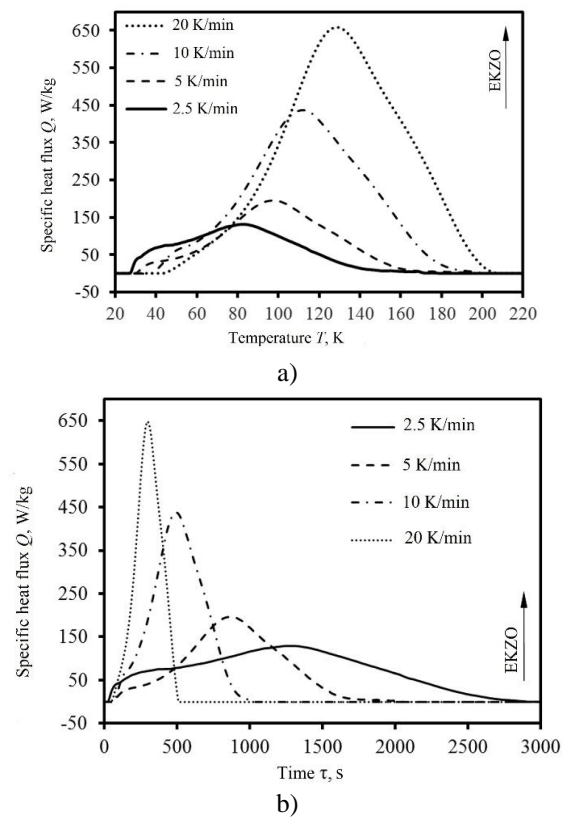 20 K/min
10 K/min
5 K/min
2.5 K/min
EKZO
Specific heat flux Q, W/kg
650
550
450
350
250
150
50
-50
20 40 60 80 100 120 140 160 180 200 220
Temperature T, K
a)
2.5 K/min
5 K/min
10 K/min
20 K/min
EKZO
Specific heat flux Q, W/kg
650
550
450
350
250
150
50
-50
0 500 1000 1500 2000 2500 3000
Time τ, s
b)